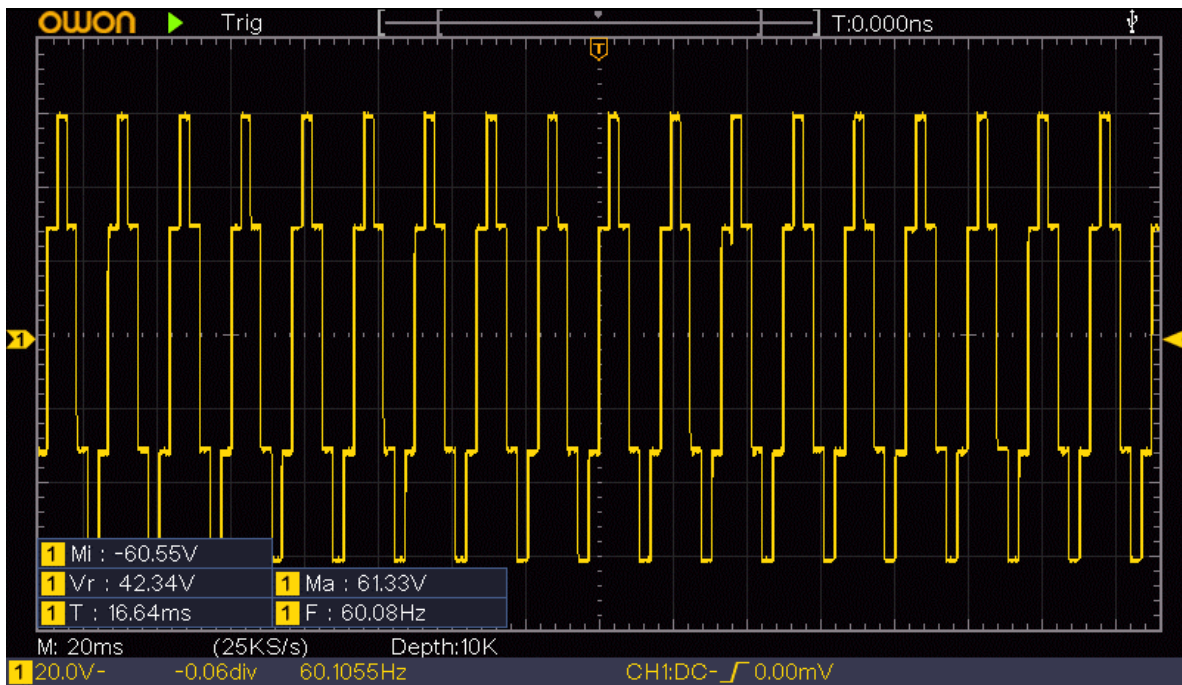 owon Trig T:0.000ns
T
1
1 Mi : -60.55V
1 Vr : 42.34V 1 Ma : 61.33V
1 T : 16.64ms 1 F : 60.08Hz
M: 20ms (25KS/s) Depth:10K
1 20.0V- -0.06div 60.1055Hz CH1:DC- 0.00mV